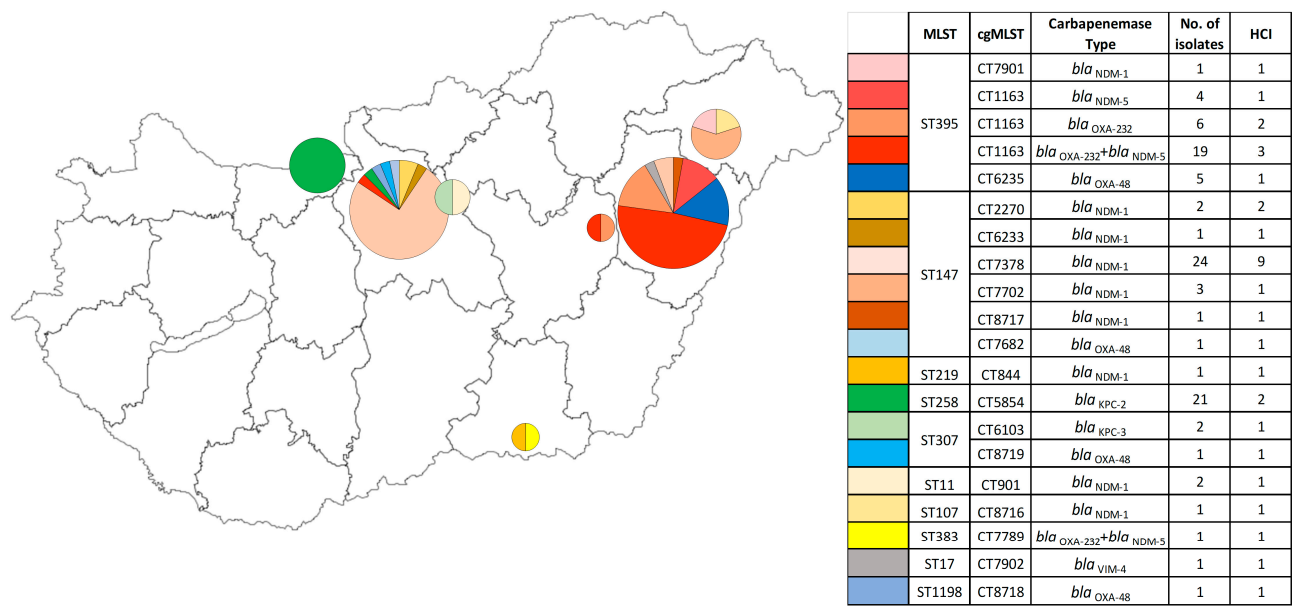 MLST cgMLST Carbapenemase Type No. of isolates HCI
ST395 CT7901 bla NDM-1 1 1
CT1163 bla NDM-5 4 1
CT1163 bla OXA-232 6 2
CT1163 bla OXA-232+bla NDM-5 19 3
CT6235 bla OXA-48 5 1
ST147 CT2270 bla NDM-1 2 2
CT6233 bla NDM-1 1 1
CT7378 bla NDM-1 24 9
CT7702 bla NDM-1 3 1
CT8717 bla NDM-1 1 1
CT7682 bla OXA-48 1 1
ST219 CT844 bla NDM-1 1 1
ST258 CT5854 bla KPC-2 21 2
ST307 CT6103 bla KPC-3 2 1
CT8719 bla OXA-48 1 1
ST11 CT901 bla NDM-1 2 1
ST107 CT8716 bla NDM-1 1 1
ST383 CT7789 bla OXA-232+bla NDM-5 1 1
ST17 CT7902 bla VIM-4 1 1
ST1198 CT8718 bla OXA-48 1 1